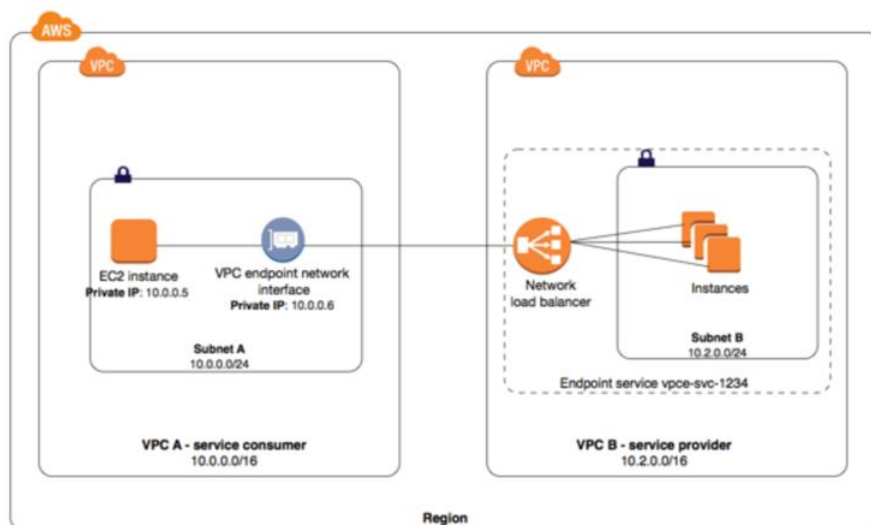 AWS
VPC
VPC
EC2 instance
Private IP: 10.0.0.5
VPC endpoint network
interface
Private IP: 10.0.0.6
Subnet A
10.0.0.0/24
VPC A - service consumer
10.0.0.0/16
Network
load balancer
Instances
Subnet B
10.2.0.0/24
Endpoint service vpce-svc-1234
VPC B - service provider
10.2.0.0/16
Region